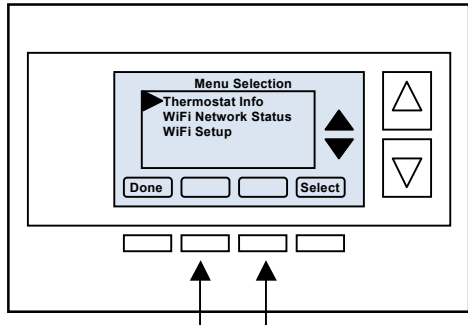 Menu Selection
Thermostat Info
WiFi Network Status
WiFi Setup
Done Select